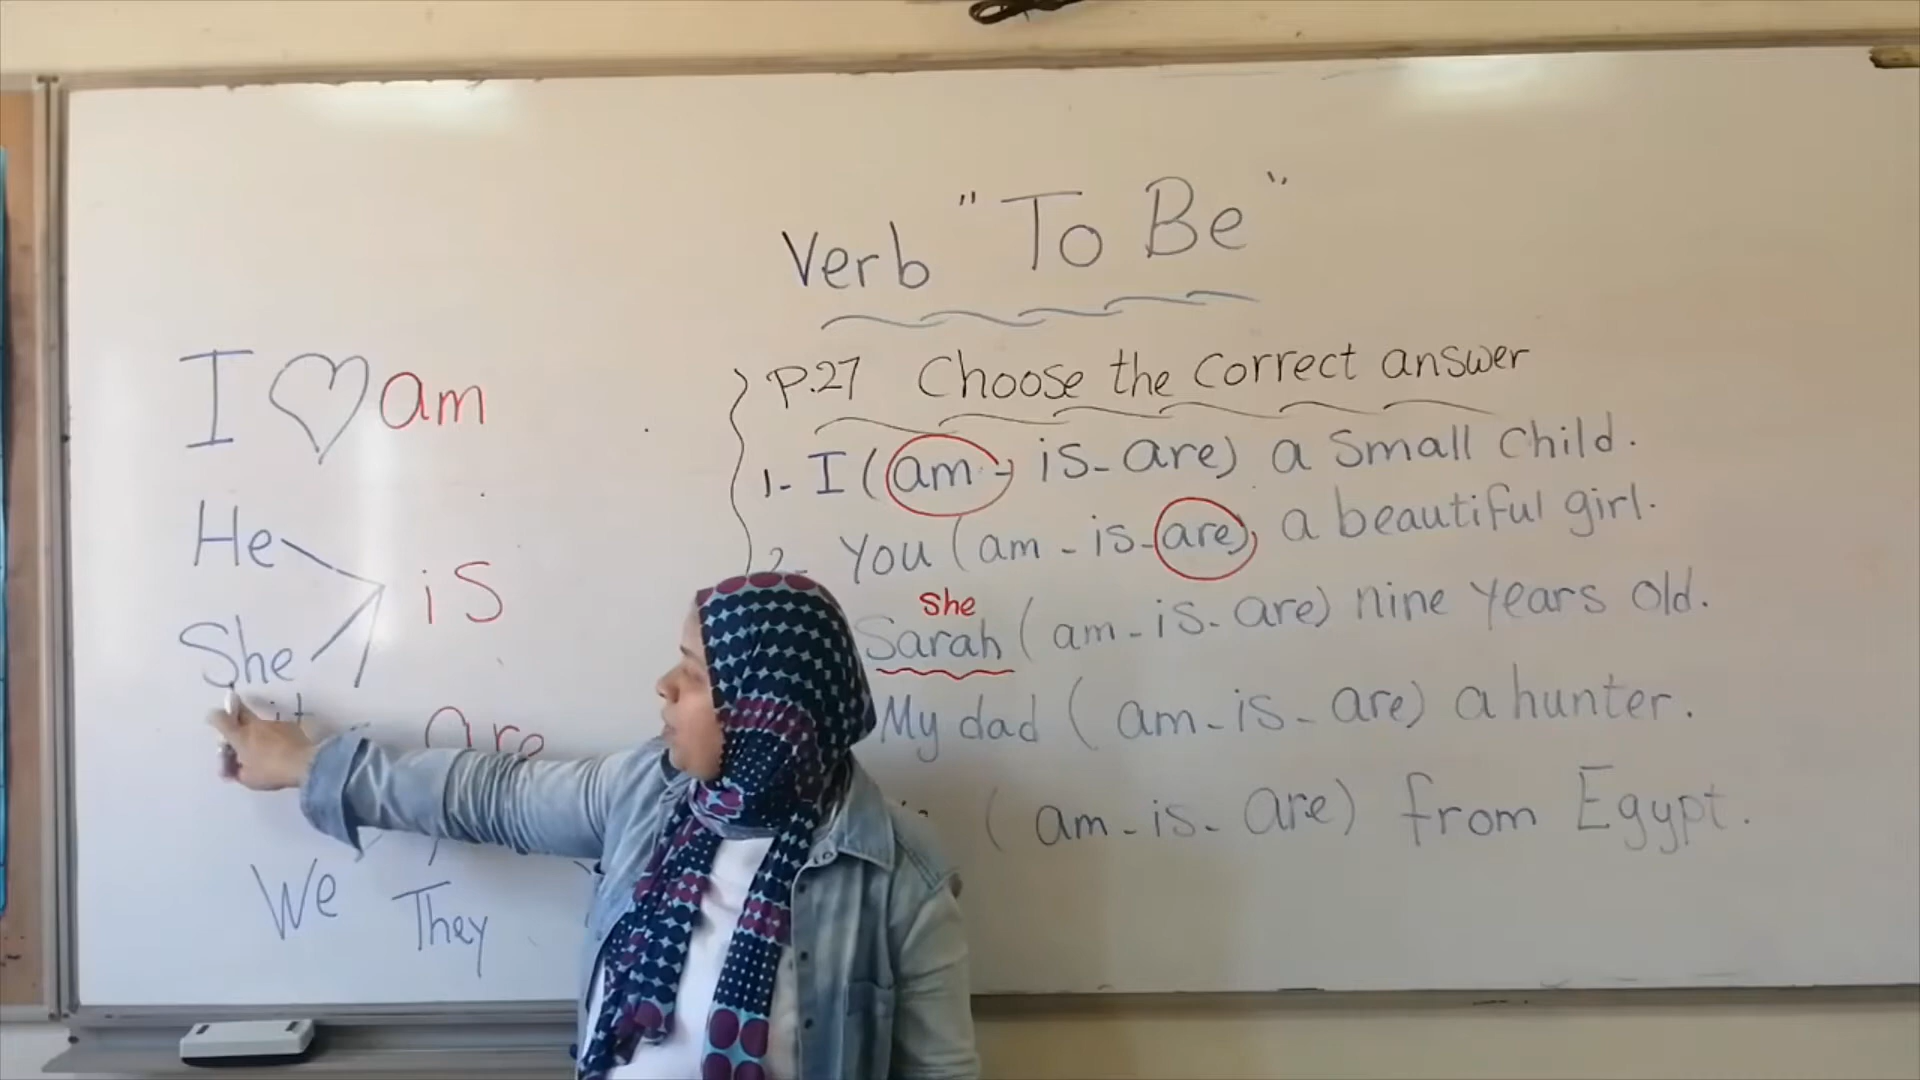 Verb "To Be"
I ♡ am
He
is
She
it
are
We They
P.27 Choose the correct answer
1- I (am - is - are) a small child.
2- You (am - is - are) a beautiful girl.
she
Sarah (am - is - are) nine years old.
My dad (am - is - are) a hunter.
(am - is - are) from Egypt.